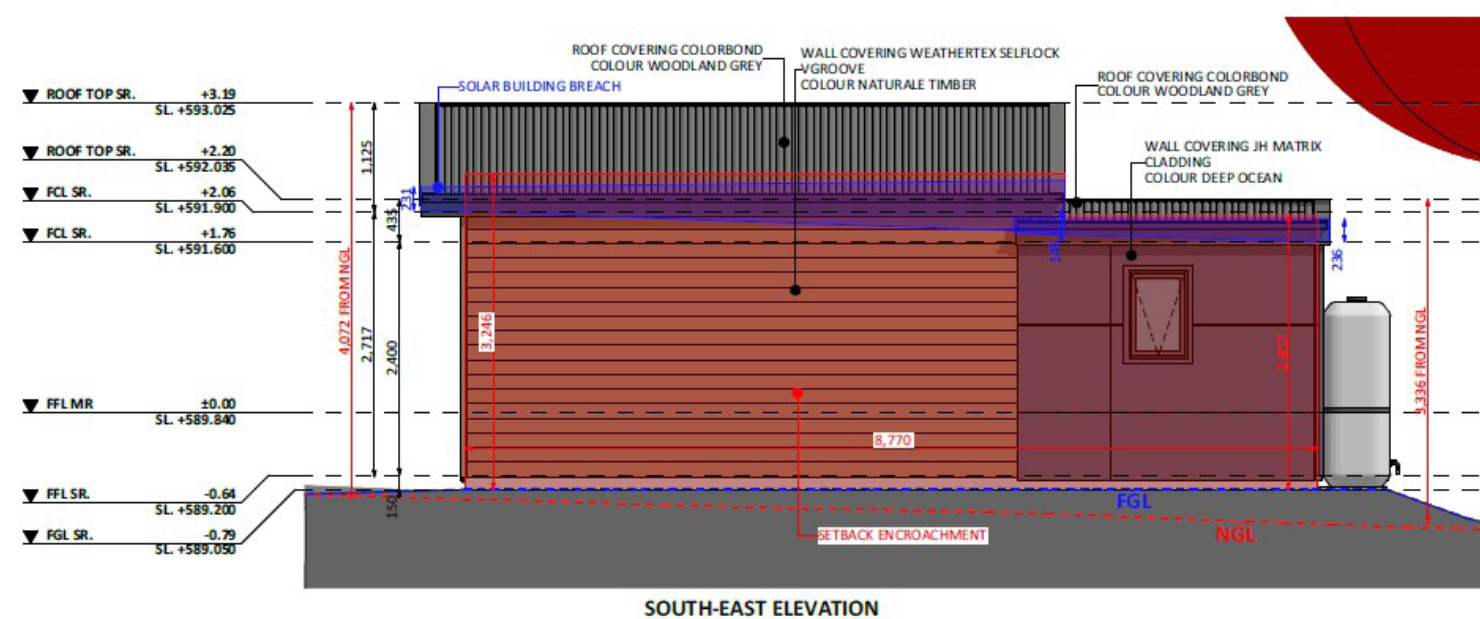 ROOF COVERING COLORBOND
COLOUR WOODLAND GREY
WALL COVERING WEATHERTEX SELFLOCK
VGROOVE
COLOUR NATURALE TIMBER
SOLAR BUILDING BREACH
ROOF COVERING COLORBOND
COLOUR WOODLAND GREY
WALL COVERING JH MATRIX
CLADDING
COLOUR DEEP OCEAN
ROOF TOP SR. +3.19
SL. +593.025
ROOF TOP SR. +2.20
SL. +592.035
FCL SR. +2.06
SL. +591.900
FCL SR. +1.76
SL. +591.600
FFL MR ±0.00
SL. +589.840
FFL SR. -0.64
SL. +589.200
FGL SR. -0.79
SL. +589.050
4,072 FROM NGL
1,125
2,717
435
2,400
150
231
3,246
8,770
236
3,336 FROM NGL
SETBACK ENCROACHMENT
FGL
NGL
SOUTH-EAST ELEVATION